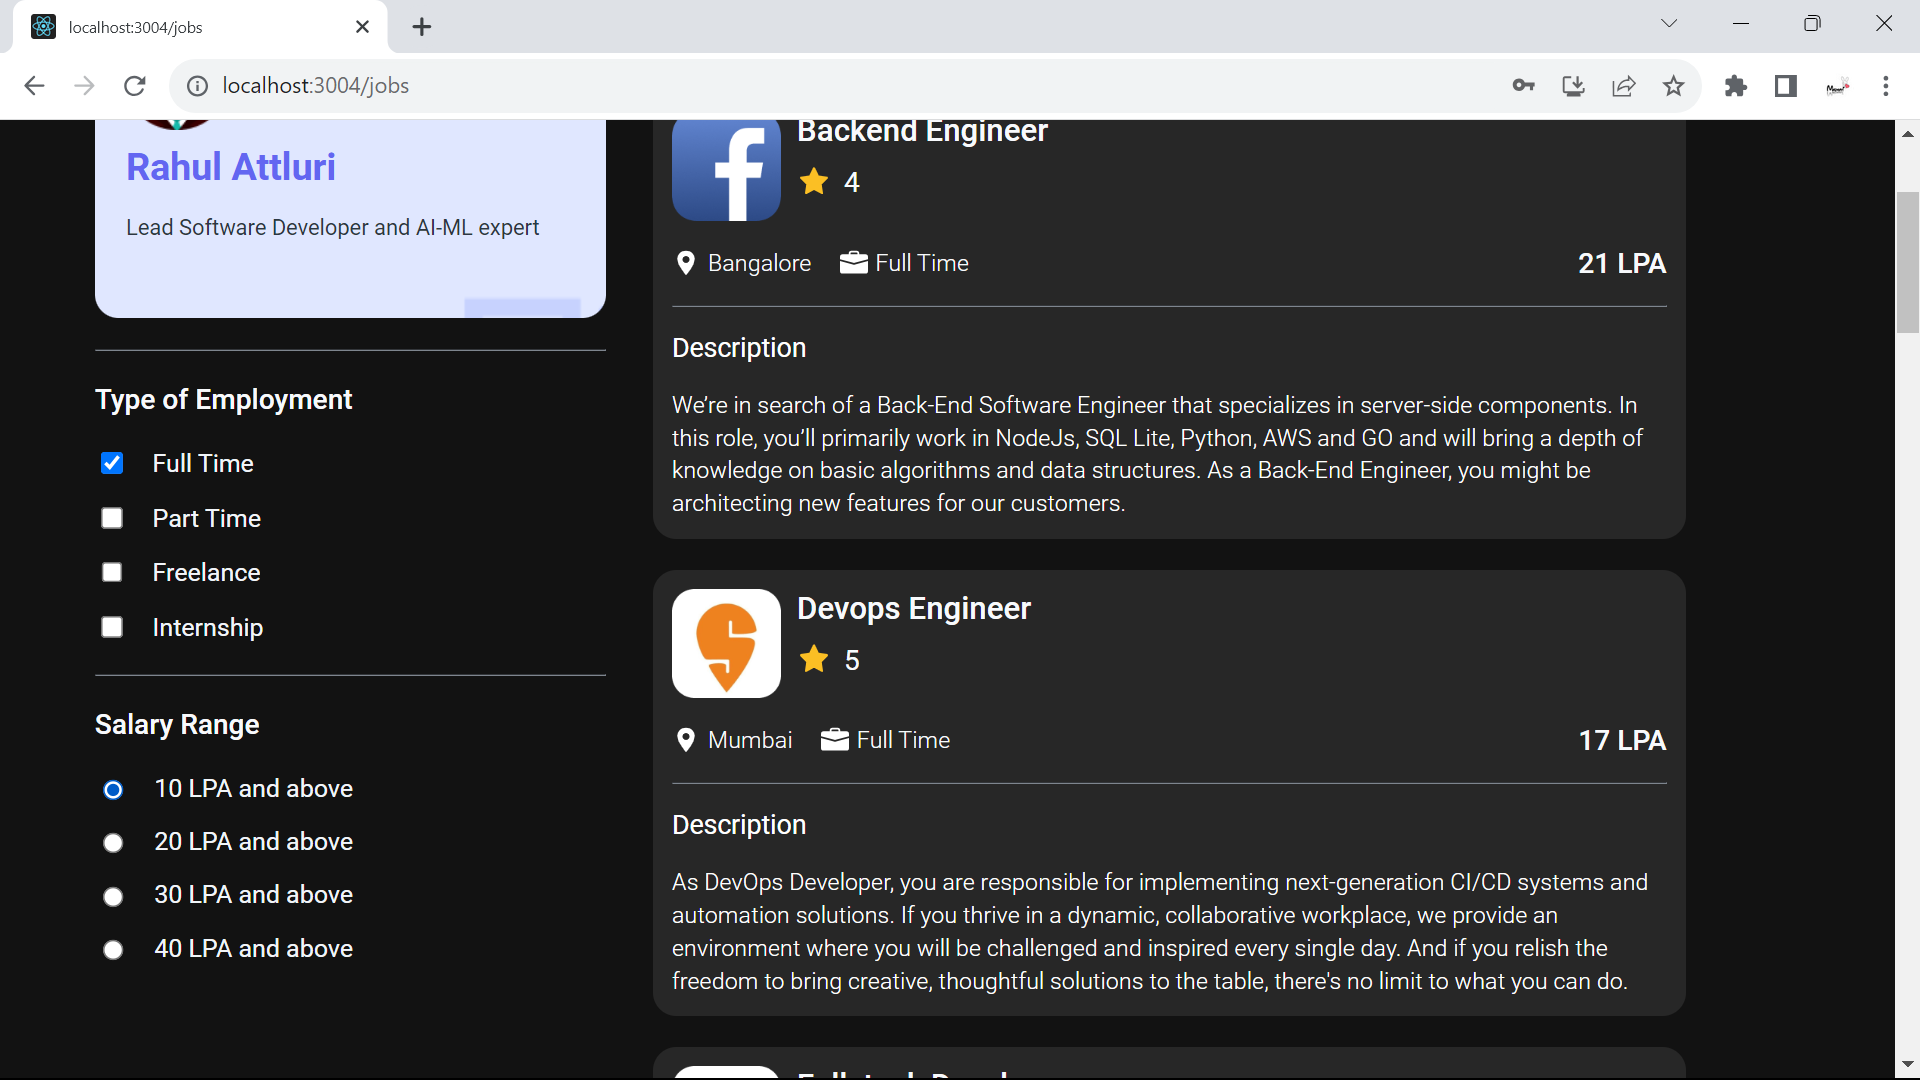 localhost:3004/jobs
localhost:3004/jobs
Rahul Attluri
Lead Software Developer and AI-ML expert
Type of Employment
Full Time
Part Time
Freelance
Internship
Salary Range
10 LPA and above
20 LPA and above
30 LPA and above
40 LPA and above
Backend Engineer
4
Bangalore Full Time 21 LPA
Description
We’re in search of a Back-End Software Engineer that specializes in server-side components. In
this role, you’ll primarily work in NodeJs, SQL Lite, Python, AWS and GO and will bring a depth of
knowledge on basic algorithms and data structures. As a Back-End Engineer, you might be
architecting new features for our customers.
Devops Engineer
5
Mumbai Full Time 17 LPA
Description
As DevOps Developer, you are responsible for implementing next-generation CI/CD systems and
automation solutions. If you thrive in a dynamic, collaborative workplace, we provide an
environment where you will be challenged and inspired every single day. And if you relish the
freedom to bring creative, thoughtful solutions to the table, there's no limit to what you can do.